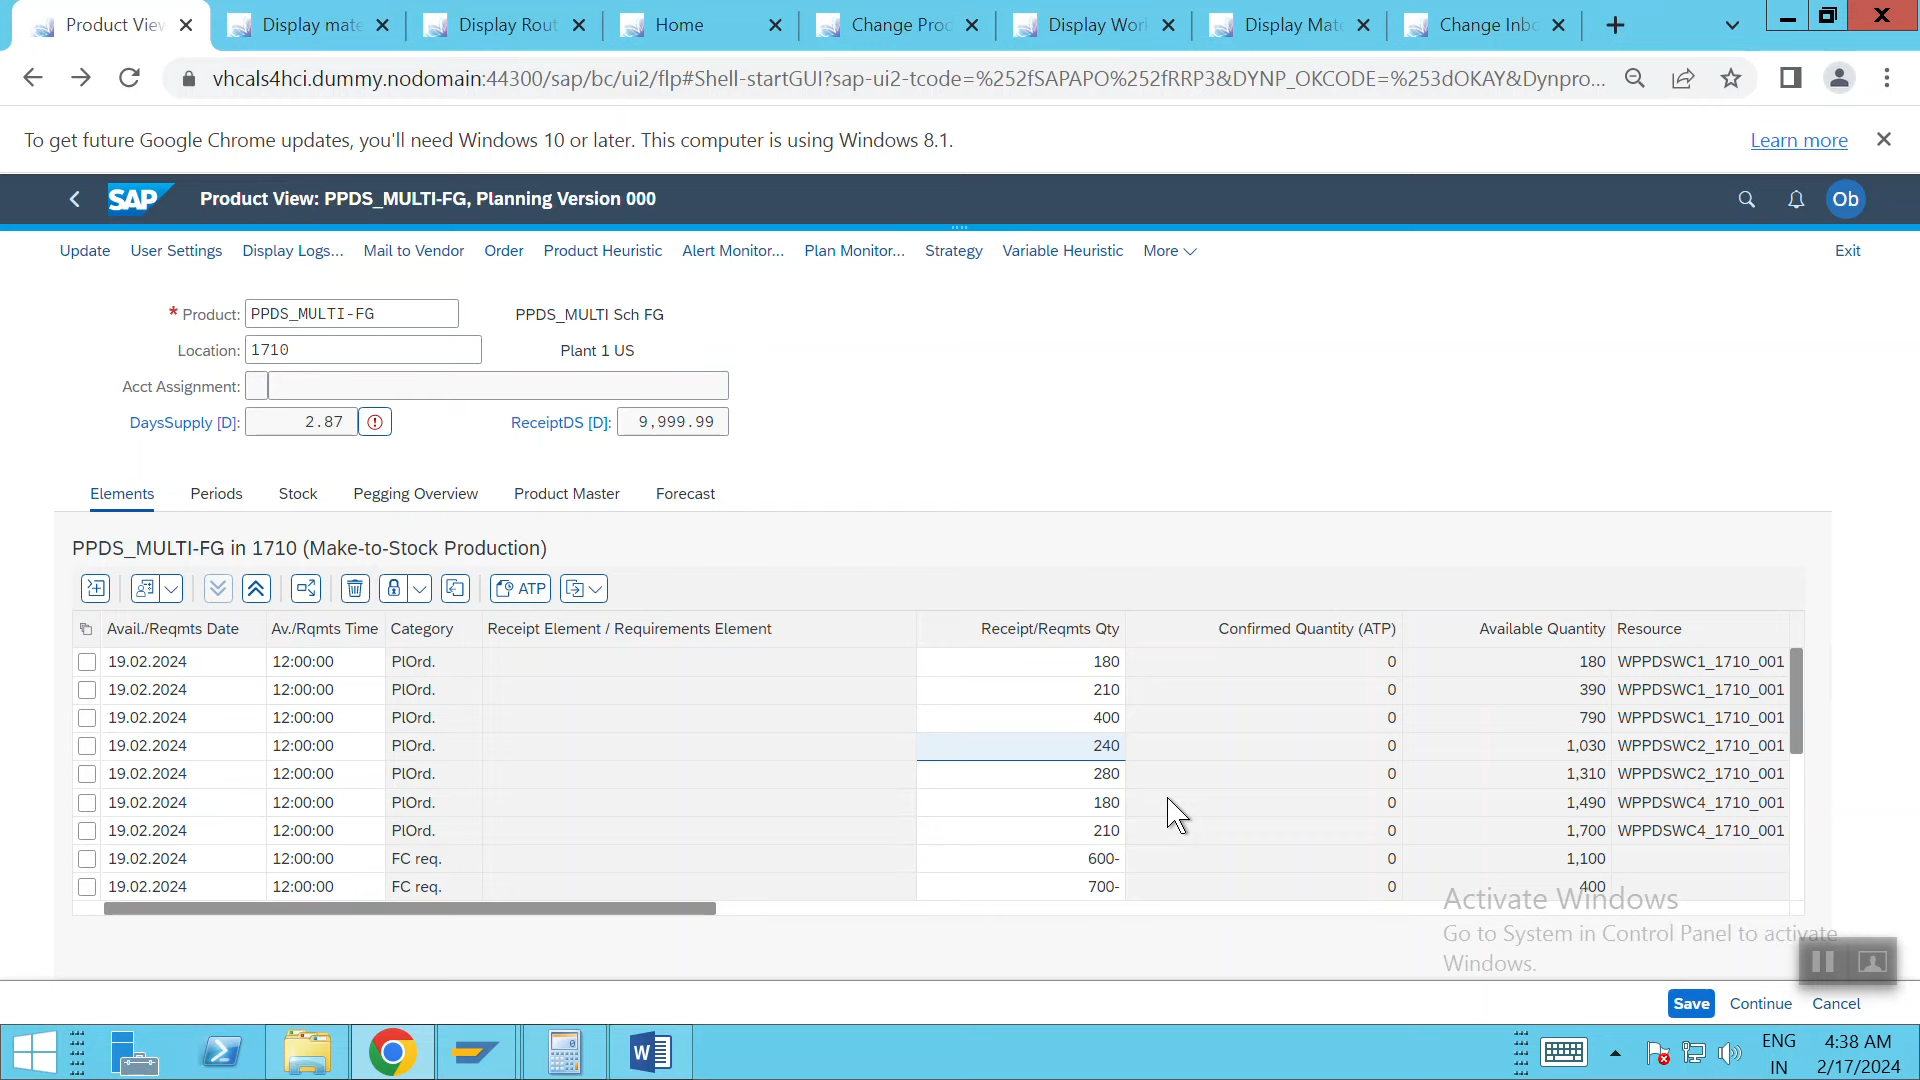 Product Viev
Display mate
Display Rout
Home
Change Proc
Display Wor
Display Mate
Change Inbo
vhcals4hci.dummy.nodomain:44300/sap/bc/ui2/flp#Shell-startGUI?sap-ui2-tcode=%252fSAPAPO%252fRRP3&DYNP_OKCODE=%253dOKAY&Dynpro...
To get future Google Chrome updates, you'll need Windows 10 or later. This computer is using Windows 8.1.
Learn more
SAP Product View: PPDS_MULTI-FG, Planning Version 000 Ob
Update User Settings Display Logs... Mail to Vendor Order Product Heuristic Alert Monitor... Plan Monitor... Strategy Variable Heuristic More Exit
* Product: PPDS_MULTI-FG PPDS_MULTI Sch FG
Location: 1710 Plant 1 US
Acct Assignment:
DaysSupply [D]: 2.87 ReceiptDS [D]: 9,999.99
Elements Periods Stock Pegging Overview Product Master Forecast
PPDS_MULTI-FG in 1710 (Make-to-Stock Production)
ATP
Avail./Reqmts Date Av./Rqmts Time Category Receipt Element / Requirements Element Receipt/Reqmts Qty Confirmed Quantity (ATP) Available Quantity Resource
19.02.2024 12:00:00 PlOrd. 180 0 180 WPPDSWC1_1710_001
19.02.2024 12:00:00 PlOrd. 210 0 390 WPPDSWC1_1710_001
19.02.2024 12:00:00 PlOrd. 400 0 790 WPPDSWC1_1710_001
19.02.2024 12:00:00 PlOrd. 240 0 1,030 WPPDSWC2_1710_001
19.02.2024 12:00:00 PlOrd. 280 0 1,310 WPPDSWC2_1710_001
19.02.2024 12:00:00 PlOrd. 180 0 1,490 WPPDSWC4_1710_001
19.02.2024 12:00:00 PlOrd. 210 0 1,700 WPPDSWC4_1710_001
19.02.2024 12:00:00 FC req. 600- 0 1,100
19.02.2024 12:00:00 FC req. 700- 0 400
Activate Windows
Go to System in Control Panel to activate
Windows.
Save Continue Cancel
ENG
IN
4:38 AM
2/17/2024